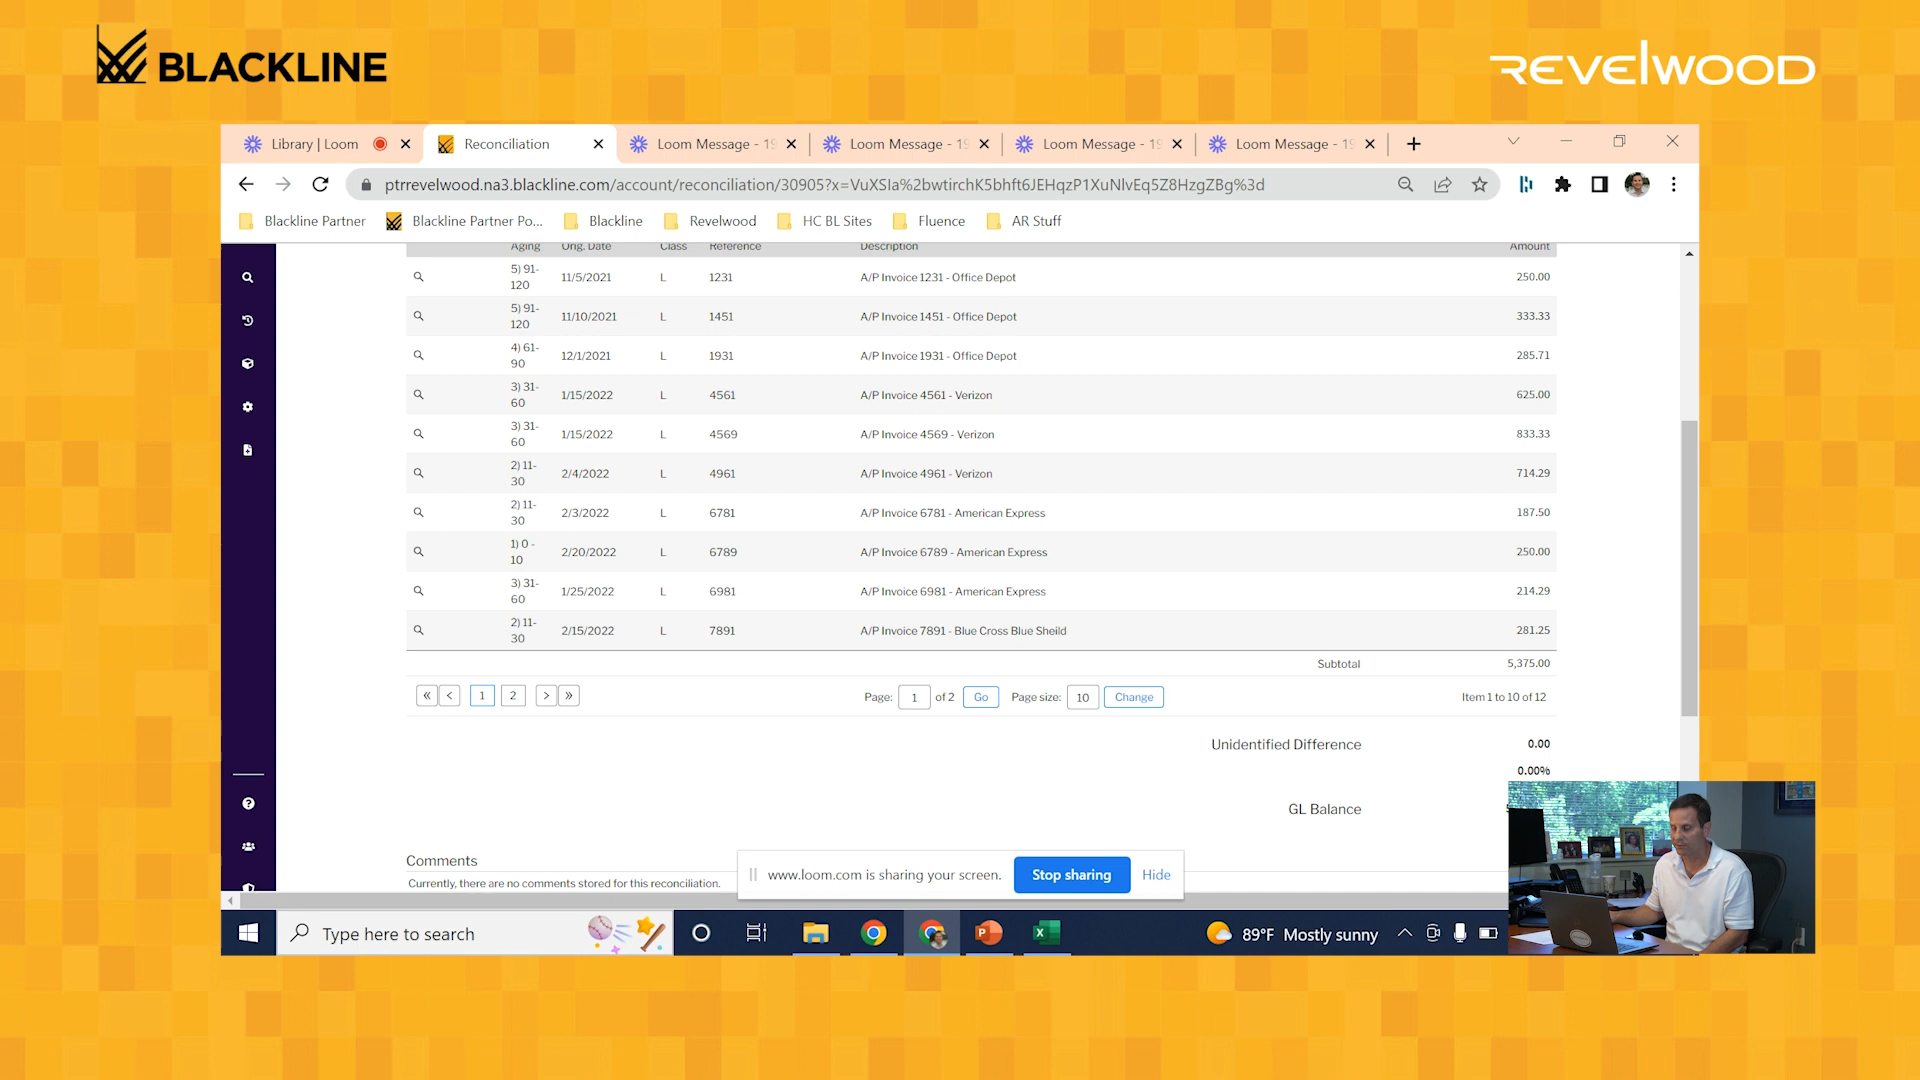 BLACKLINE
REVELWOOD
Library | Loom
Reconciliation
Loom Message - 19
Loom Message - 19
Loom Message - 19
Loom Message - 19
ptrrevelwood.na3.blackline.com/account/reconciliation/30905?x=VuXSIa%2bwtirchK5bhft6JEHqzP1XuNlvEq5Z8HzgZBg%3d
Blackline Partner
Blackline Partner Po...
Blackline
Revelwood
HC BL Sites
Fluence
AR Stuff
Aging Orig. Date Class Reference Description Amount
5) 91-120 11/5/2021 L 1231 A/P Invoice 1231 - Office Depot 250.00
5) 91-120 11/10/2021 L 1451 A/P Invoice 1451 - Office Depot 333.33
4) 61-90 12/1/2021 L 1931 A/P Invoice 1931 - Office Depot 285.71
3) 31-60 1/15/2022 L 4561 A/P Invoice 4561 - Verizon 625.00
3) 31-60 1/15/2022 L 4569 A/P Invoice 4569 - Verizon 833.33
2) 11-30 2/4/2022 L 4961 A/P Invoice 4961 - Verizon 714.29
2) 11-30 2/3/2022 L 6781 A/P Invoice 6781 - American Express 187.50
1) 0 - 10 2/20/2022 L 6789 A/P Invoice 6789 - American Express 250.00
3) 31-60 1/25/2022 L 6981 A/P Invoice 6981 - American Express 214.29
2) 11-30 2/15/2022 L 7891 A/P Invoice 7891 - Blue Cross Blue Sheild 281.25
Subtotal 5,375.00
« < 1 2 > » Page: 1 of 2 Go Page size: 10 Change Item 1 to 10 of 12
Unidentified Difference 0.00
0.00%
GL Balance
Comments
Currently, there are no comments stored for this reconciliation.
www.loom.com is sharing your screen. Stop sharing Hide
Type here to search
89°F Mostly sunny